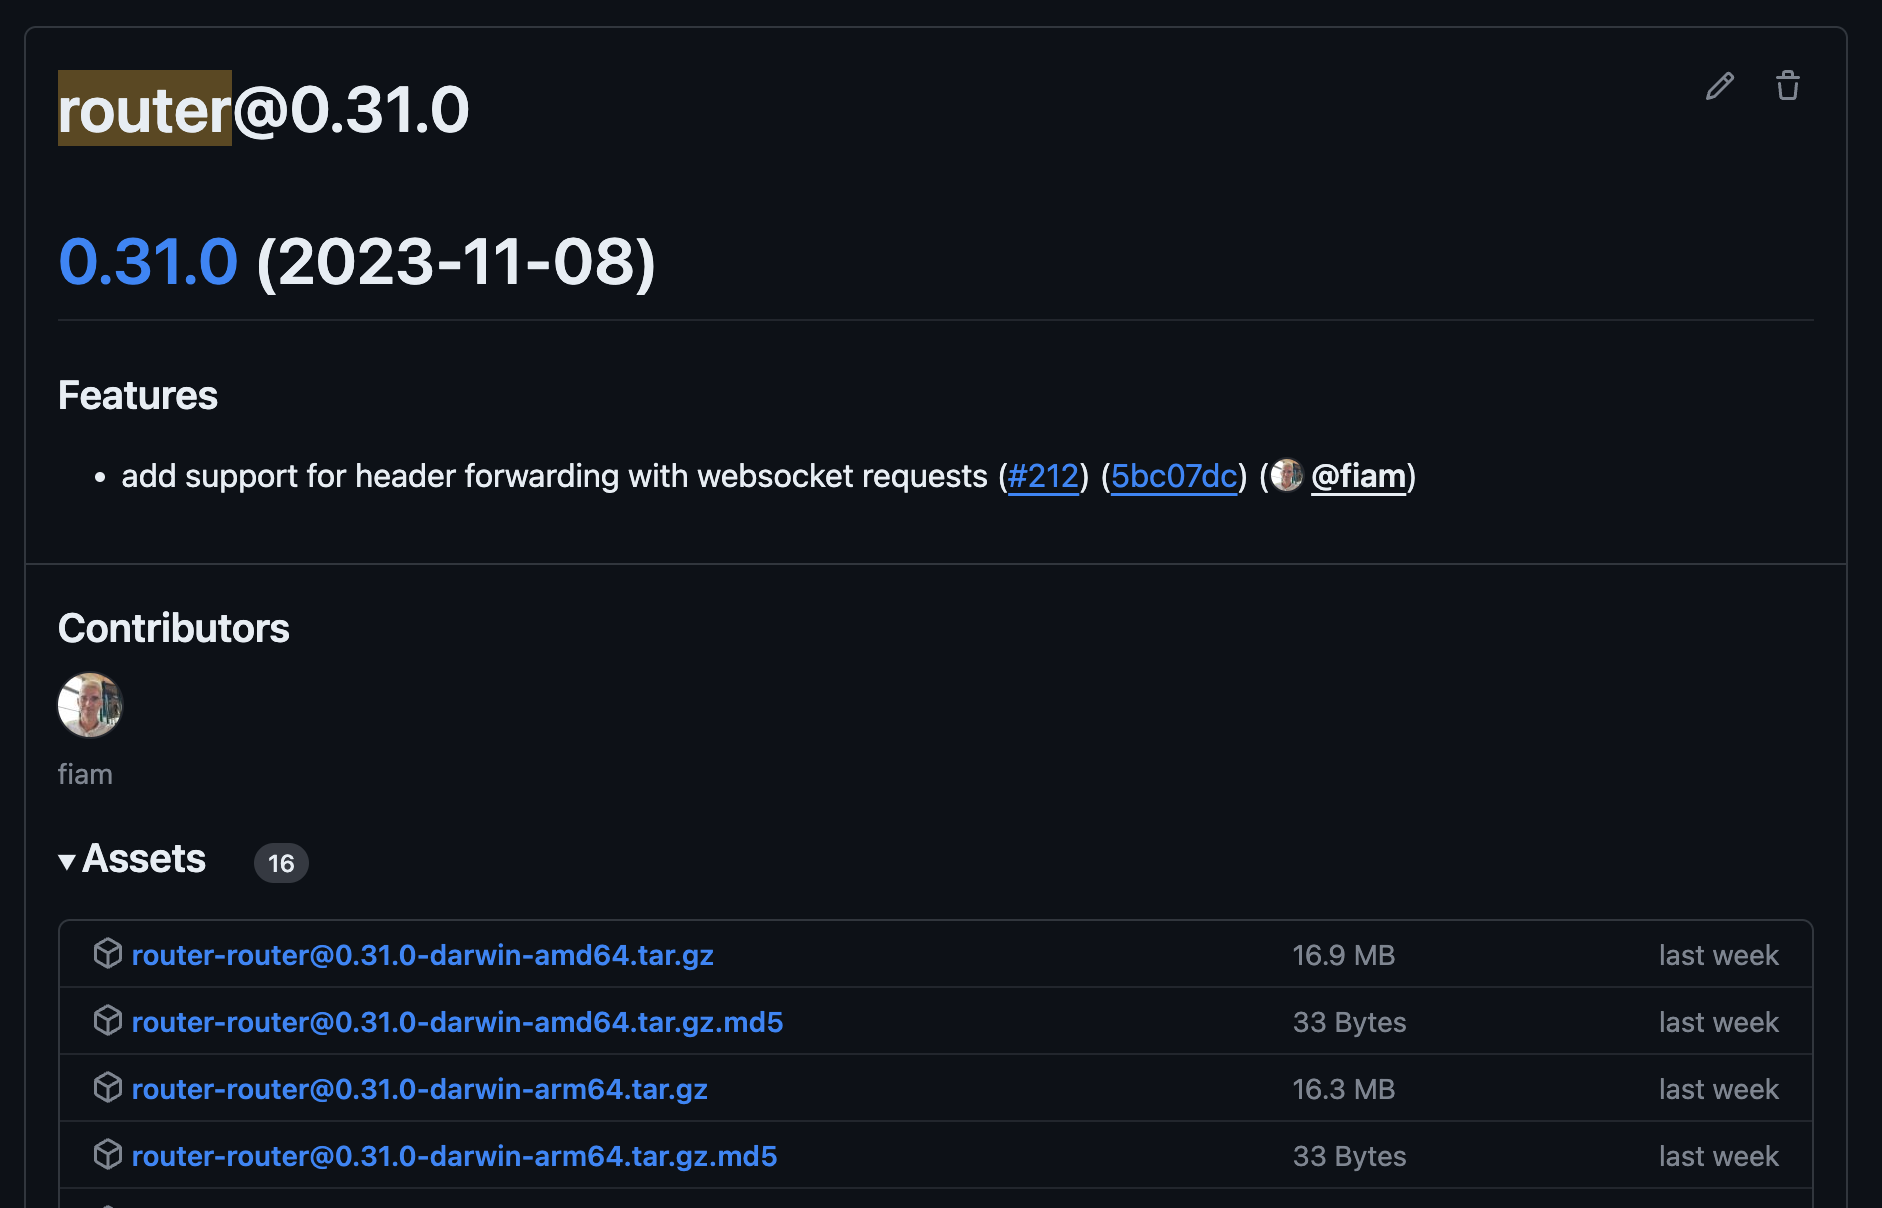 router@0.31.0
0.31.0 (2023-11-08)
Features
• add support for header forwarding with websocket requests (#212) (5bc07dc) (@fiam)
Contributors
fiam
▾Assets 16
router-router@0.31.0-darwin-amd64.tar.gz 16.9 MB last week
router-router@0.31.0-darwin-amd64.tar.gz.md5 33 Bytes last week
router-router@0.31.0-darwin-arm64.tar.gz 16.3 MB last week
router-router@0.31.0-darwin-arm64.tar.gz.md5 33 Bytes last week